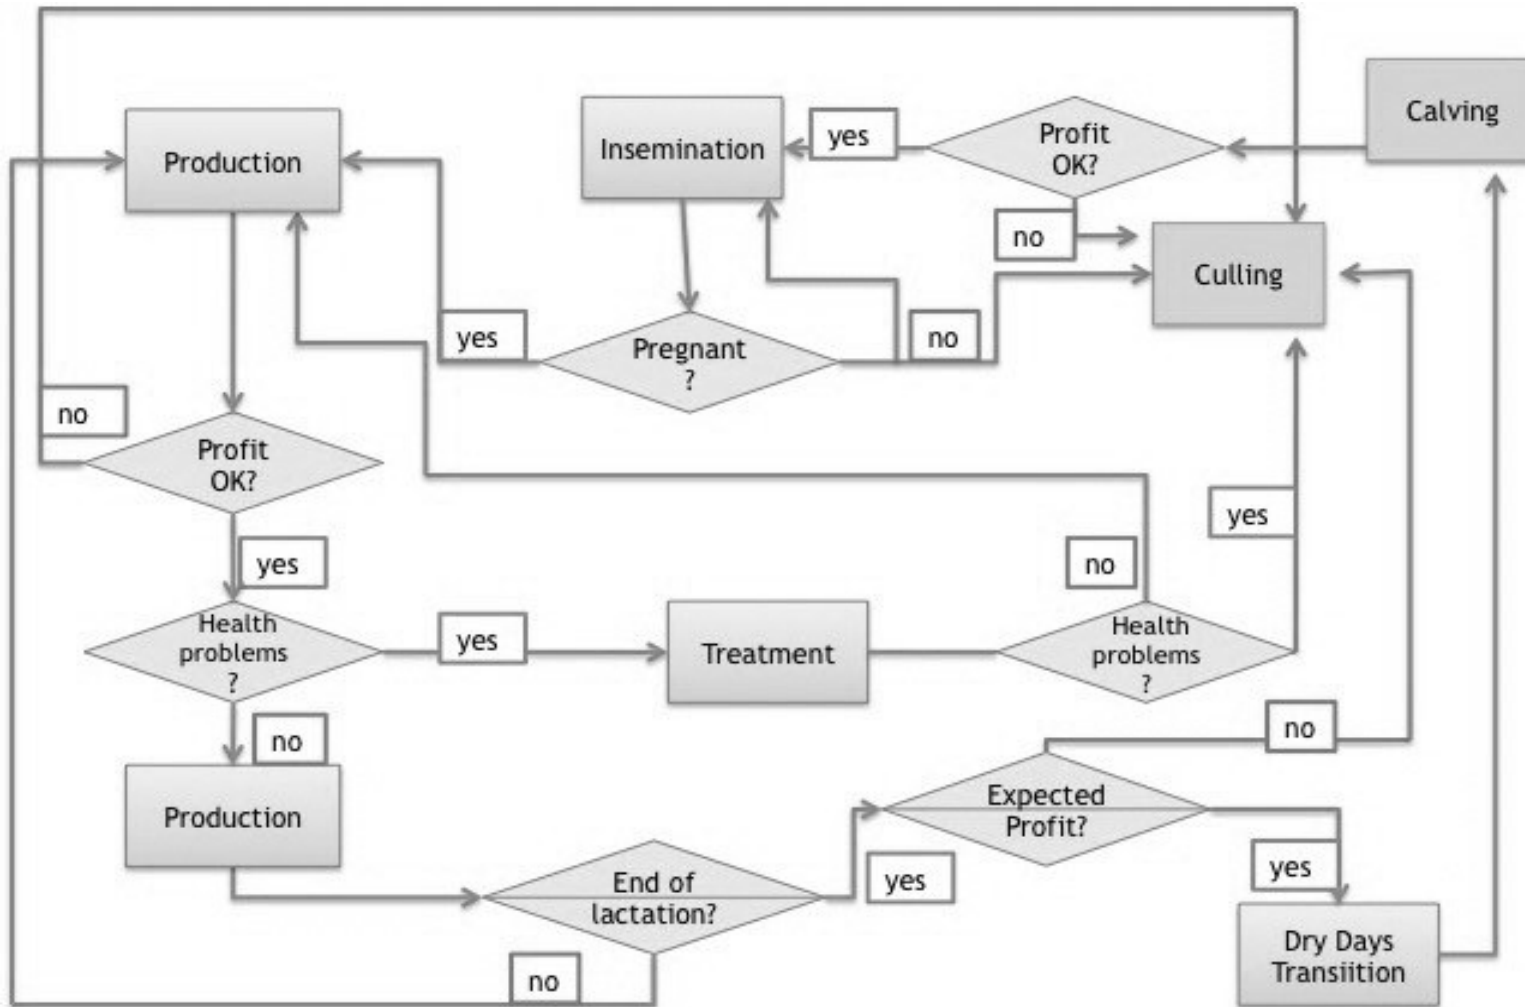 Calving
Production
Insemination
yes
Profit
OK?
no
Culling
yes
Pregnant
?
no
no
Profit
OK?
yes
yes
no
Health
problems
?
yes
Treatment
Health
problems
?
no
no
Production
Expected
Profit?
End of
lactation?
yes
yes
no
Dry Days
Transiition